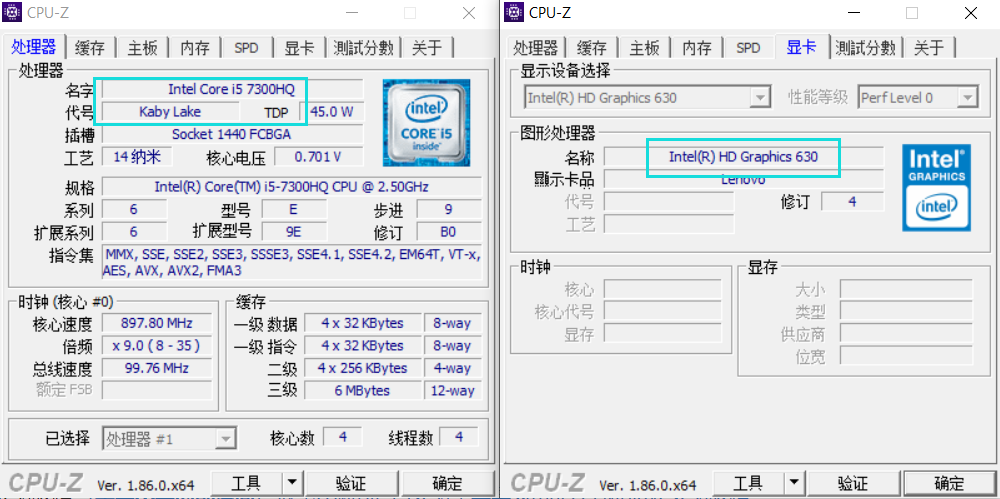 CPU-Z
处理器 缓存 主板 内存 SPD 显卡 測試分數 关于
处理器
名字 Intel Core i5 7300HQ
代号 Kaby Lake TDP 45.0 W
插槽 Socket 1440 FCBGA
工艺 14 纳米 核心电压 0.701 V
intel
CORE i5
inside
规格 Intel(R) Core(TM) i5-7300HQ CPU @ 2.50GHz
系列 6 型号 E 步进 9
扩展系列 6 扩展型号 9E 修订 B0
指令集 MMX, SSE, SSE2, SSE3, SSSE3, SSE4.1, SSE4.2, EM64T, VT-x,
AES, AVX, AVX2, FMA3
时钟 (核心 #0)
核心速度 897.80 MHz
倍频 x 9.0 ( 8 - 35 )
总线速度 99.76 MHz
额定 FSB
缓存
一级 数据 4 x 32 KBytes 8-way
一级 指令 4 x 32 KBytes 8-way
二级 4 x 256 KBytes 4-way
三级 6 MBytes 12-way
已选择 处理器 #1 核心数 4 线程数 4
CPU-Z Ver. 1.86.0.x64 工具 验证 确定
CPU-Z
处理器 缓存 主板 内存 SPD 显卡 測試分數 关于
显示设备选择
Intel(R) HD Graphics 630 性能等级 Perf Level 0
图形处理器
名称 Intel(R) HD Graphics 630
顯示卡品 Lenovo
代号 修订 4
工艺
Intel
GRAPHICS
intel
时钟
核心
核心代号
显存
显存
大小
类型
供应商
位宽
CPU-Z Ver. 1.86.0.x64 工具 验证 确定